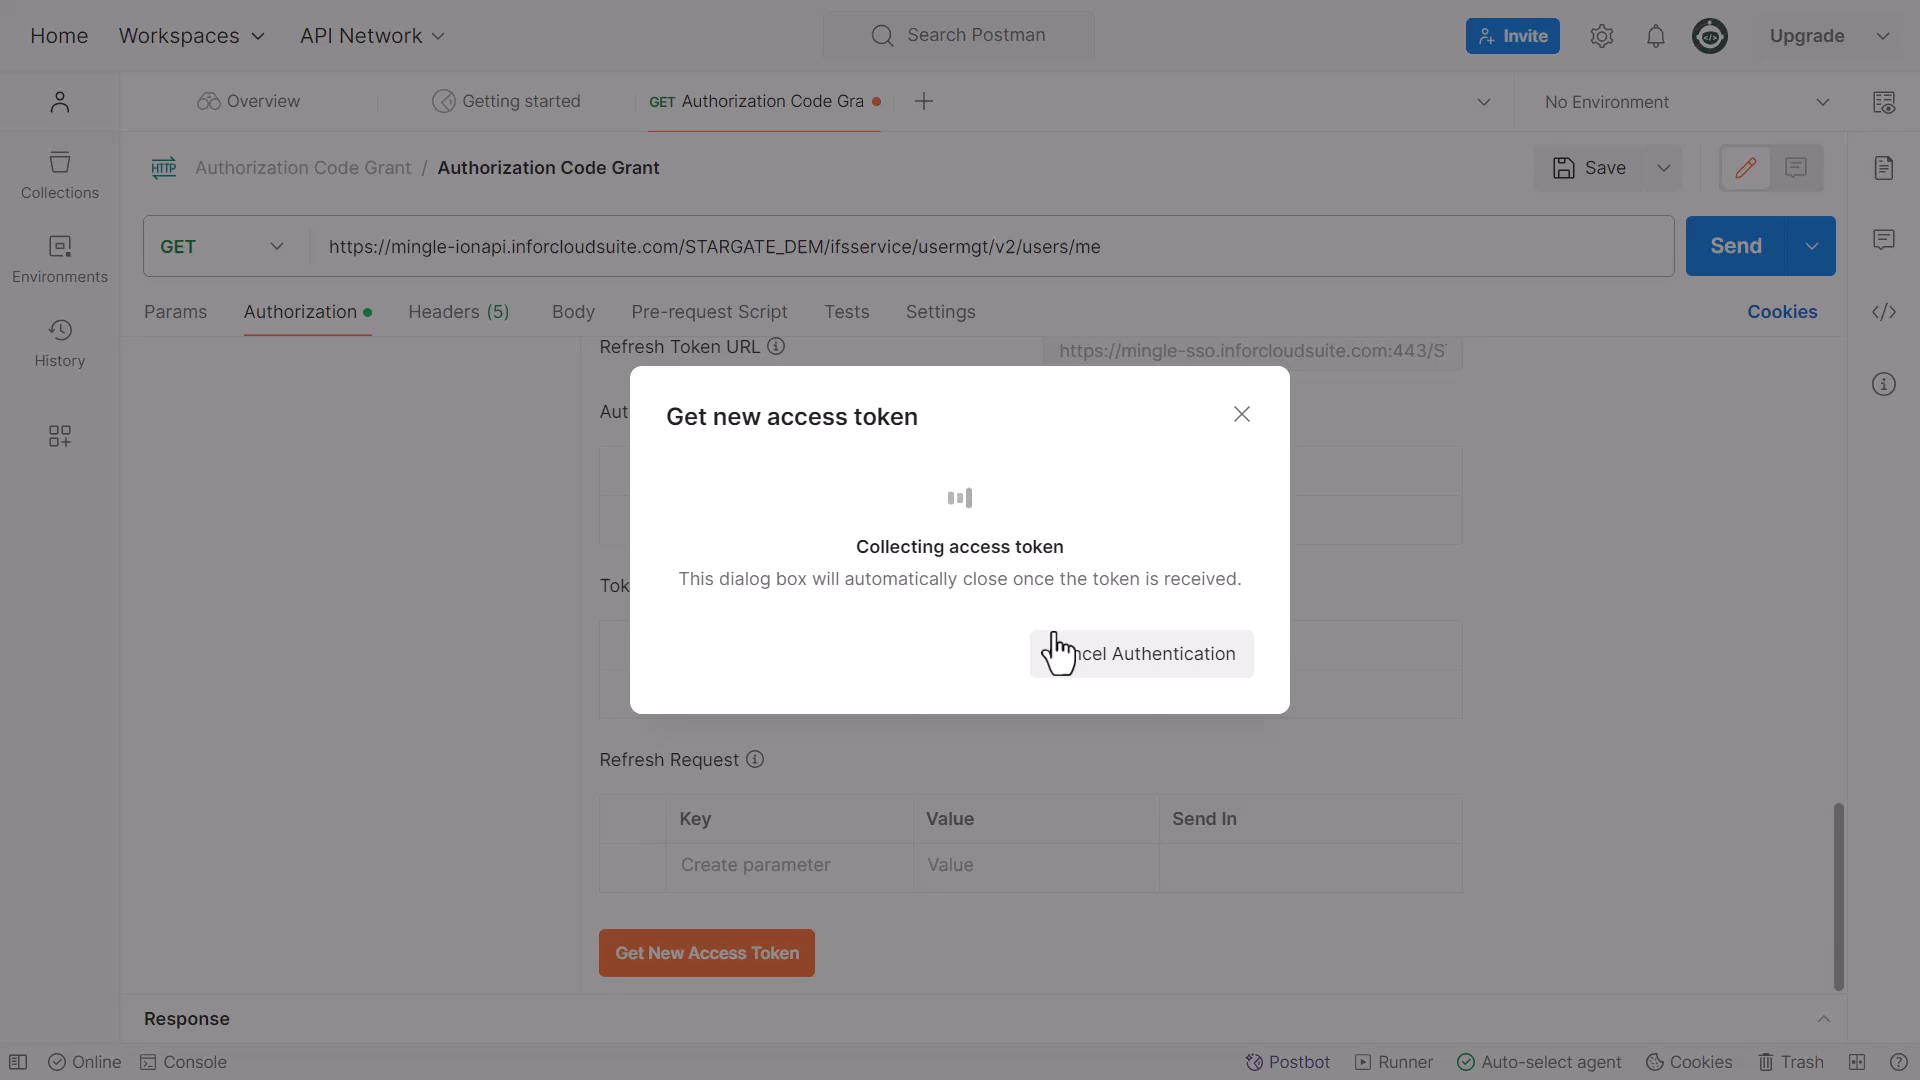 Home
Workspaces
API Network
Search Postman
Invite
Upgrade
Overview
Getting started
GET Authorization Code Gra
No Environment
HTTP
Authorization Code Grant / Authorization Code Grant
Save
Collections
Environments
History
GET
https://mingle-ionapi.inforcloudsuite.com/STARGATE_DEM/ifsservice/usermgt/v2/users/me
Send
Params
Authorization
Headers (5)
Body
Pre-request Script
Tests
Settings
Cookies
Refresh Token URL
https://mingle-sso.inforcloudsuite.com:443/S
Aut
Tok
Get new access token
Collecting access token
This dialog box will automatically close once the token is received.
Authentication
Refresh Request
Key Value Send In
Create parameter Value
Get New Access Token
Response
Online
Console
Postbot
Runner
Auto-select agent
Cookies
Trash